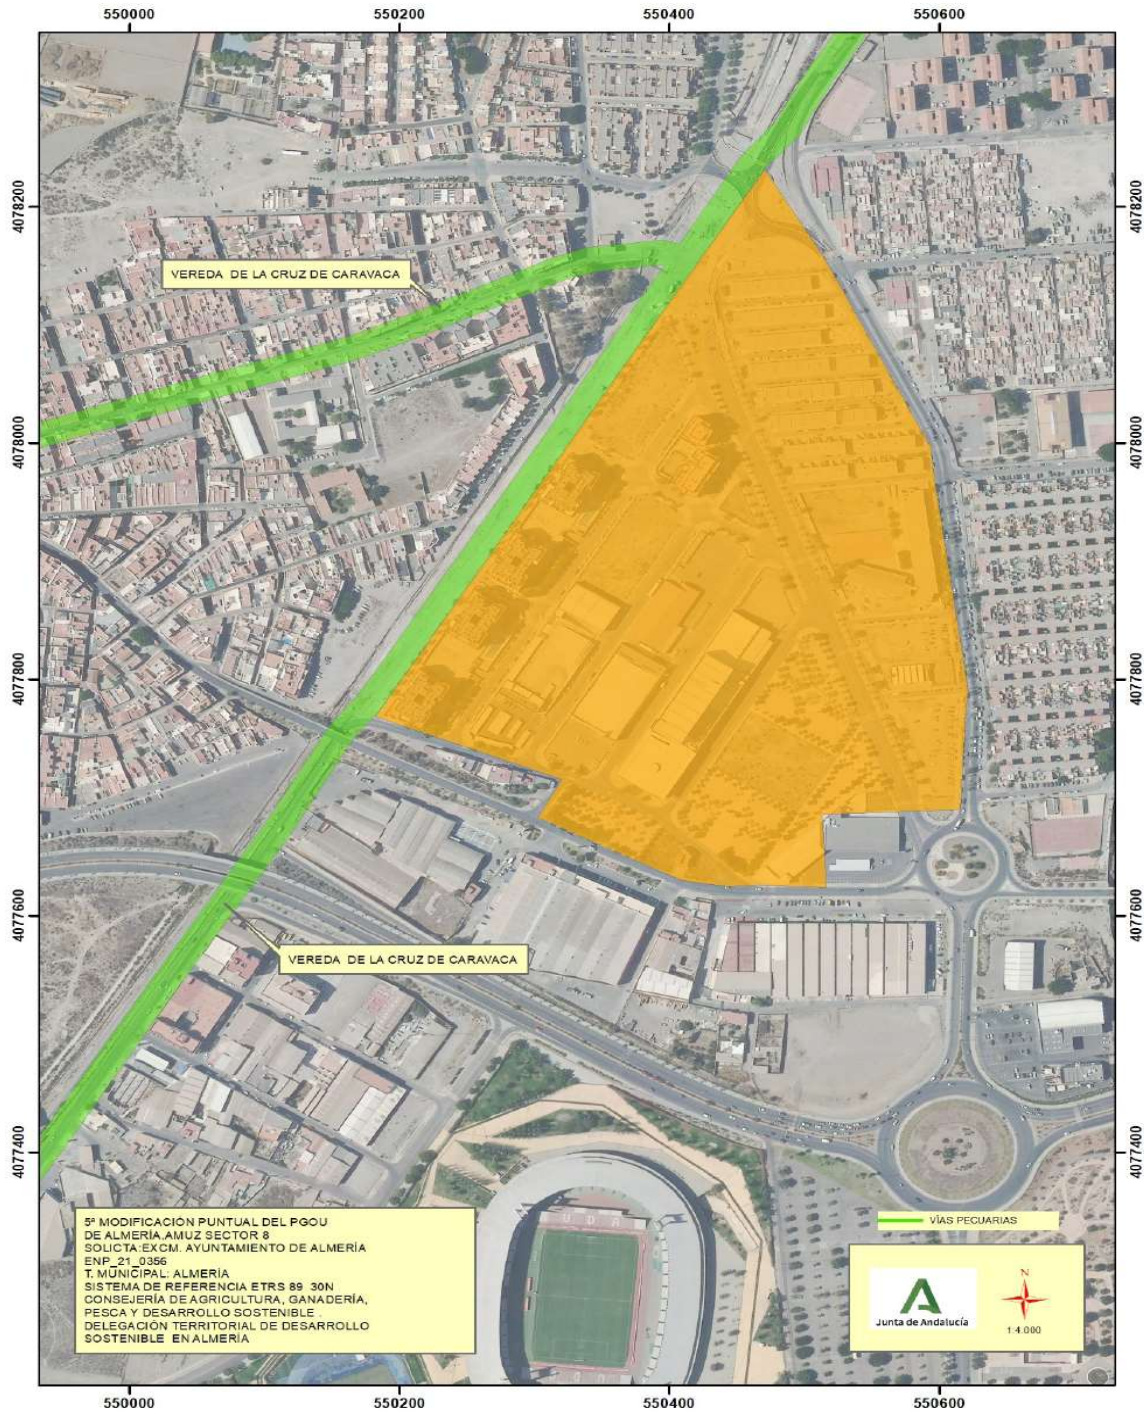 550000 550200 550400 550600
4078200 4078200
VEREDA DE LA CRUZ DE CARAVACA
4078000 4078000
4077800 4077800
4077600 4077600
VEREDA DE LA CRUZ DE CARAVACA
4077400 4077400
UDA
5ª MODIFICACIÓN PUNTUAL DEL PGOU
DE ALMERÍA.AMUZ SECTOR 8
SOLICTA:EXCM. AYUNTAMIENTO DE ALMERÍA
ENP_21_0356
T. MUNICIPAL: ALMERÍA
SISTEMA DE REFERENCIA ETRS 89 30N
CONSEJERÍA DE AGRICULTURA, GANADERÍA,
PESCA Y DESARROLLO SOSTENIBLE .
DELEGACIÓN TERRITORIAL DE DESARROLLO
SOSTENIBLE EN ALMERÍA
VÍAS PECUARIAS
Junta de Andalucía
N
1:4.000
550000 550200 550400 550600